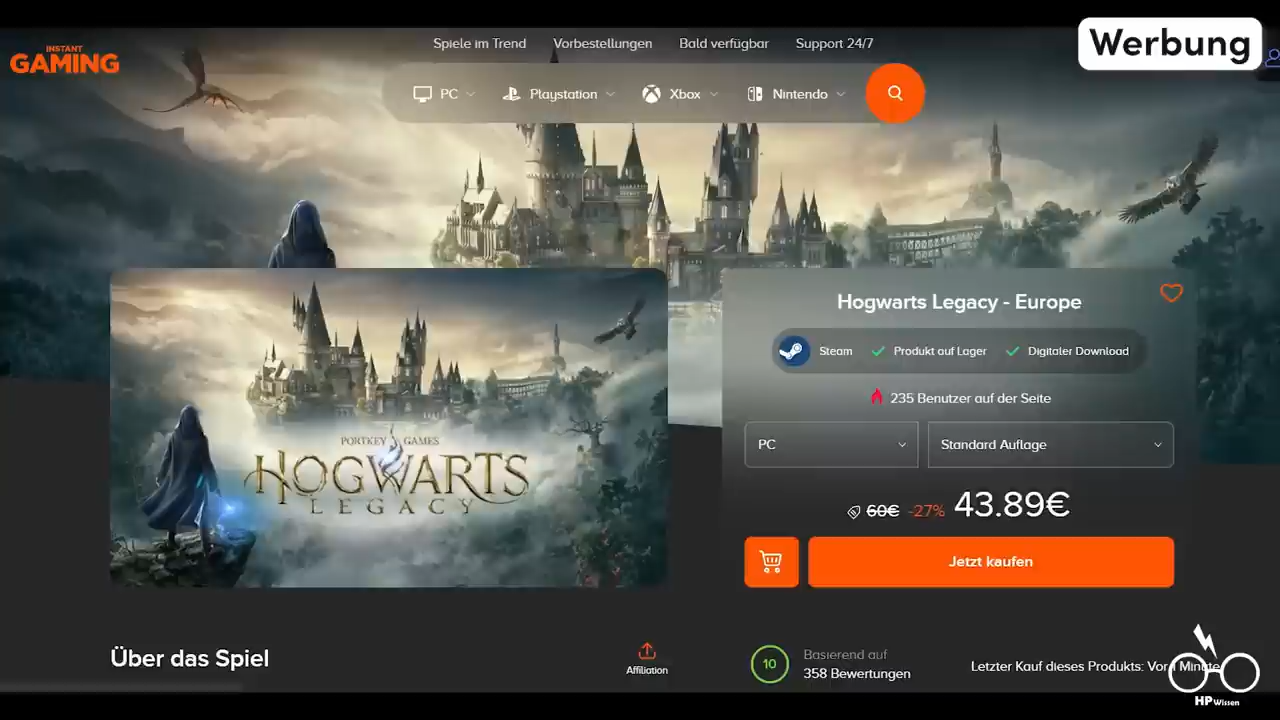 INSTANT
GAMING
Spiele im Trend
Vorbestellungen
Bald verfügbar
Support 24/7
Werbung
PC
Playstation
Xbox
Nintendo
Hogwarts Legacy - Europe
Steam
Produkt auf Lager
Digitaler Download
235 Benutzer auf der Seite
PC
Standard Auflage
60€ -27% 43.89€
Jetzt kaufen
PORTKEY GAMES
HOGWARTS
LEGACY
Über das Spiel
Affiliation
10
Basierend auf
358 Bewertungen
Letzter Kauf dieses Produkts: Vor 1 Minute
HP Wissen